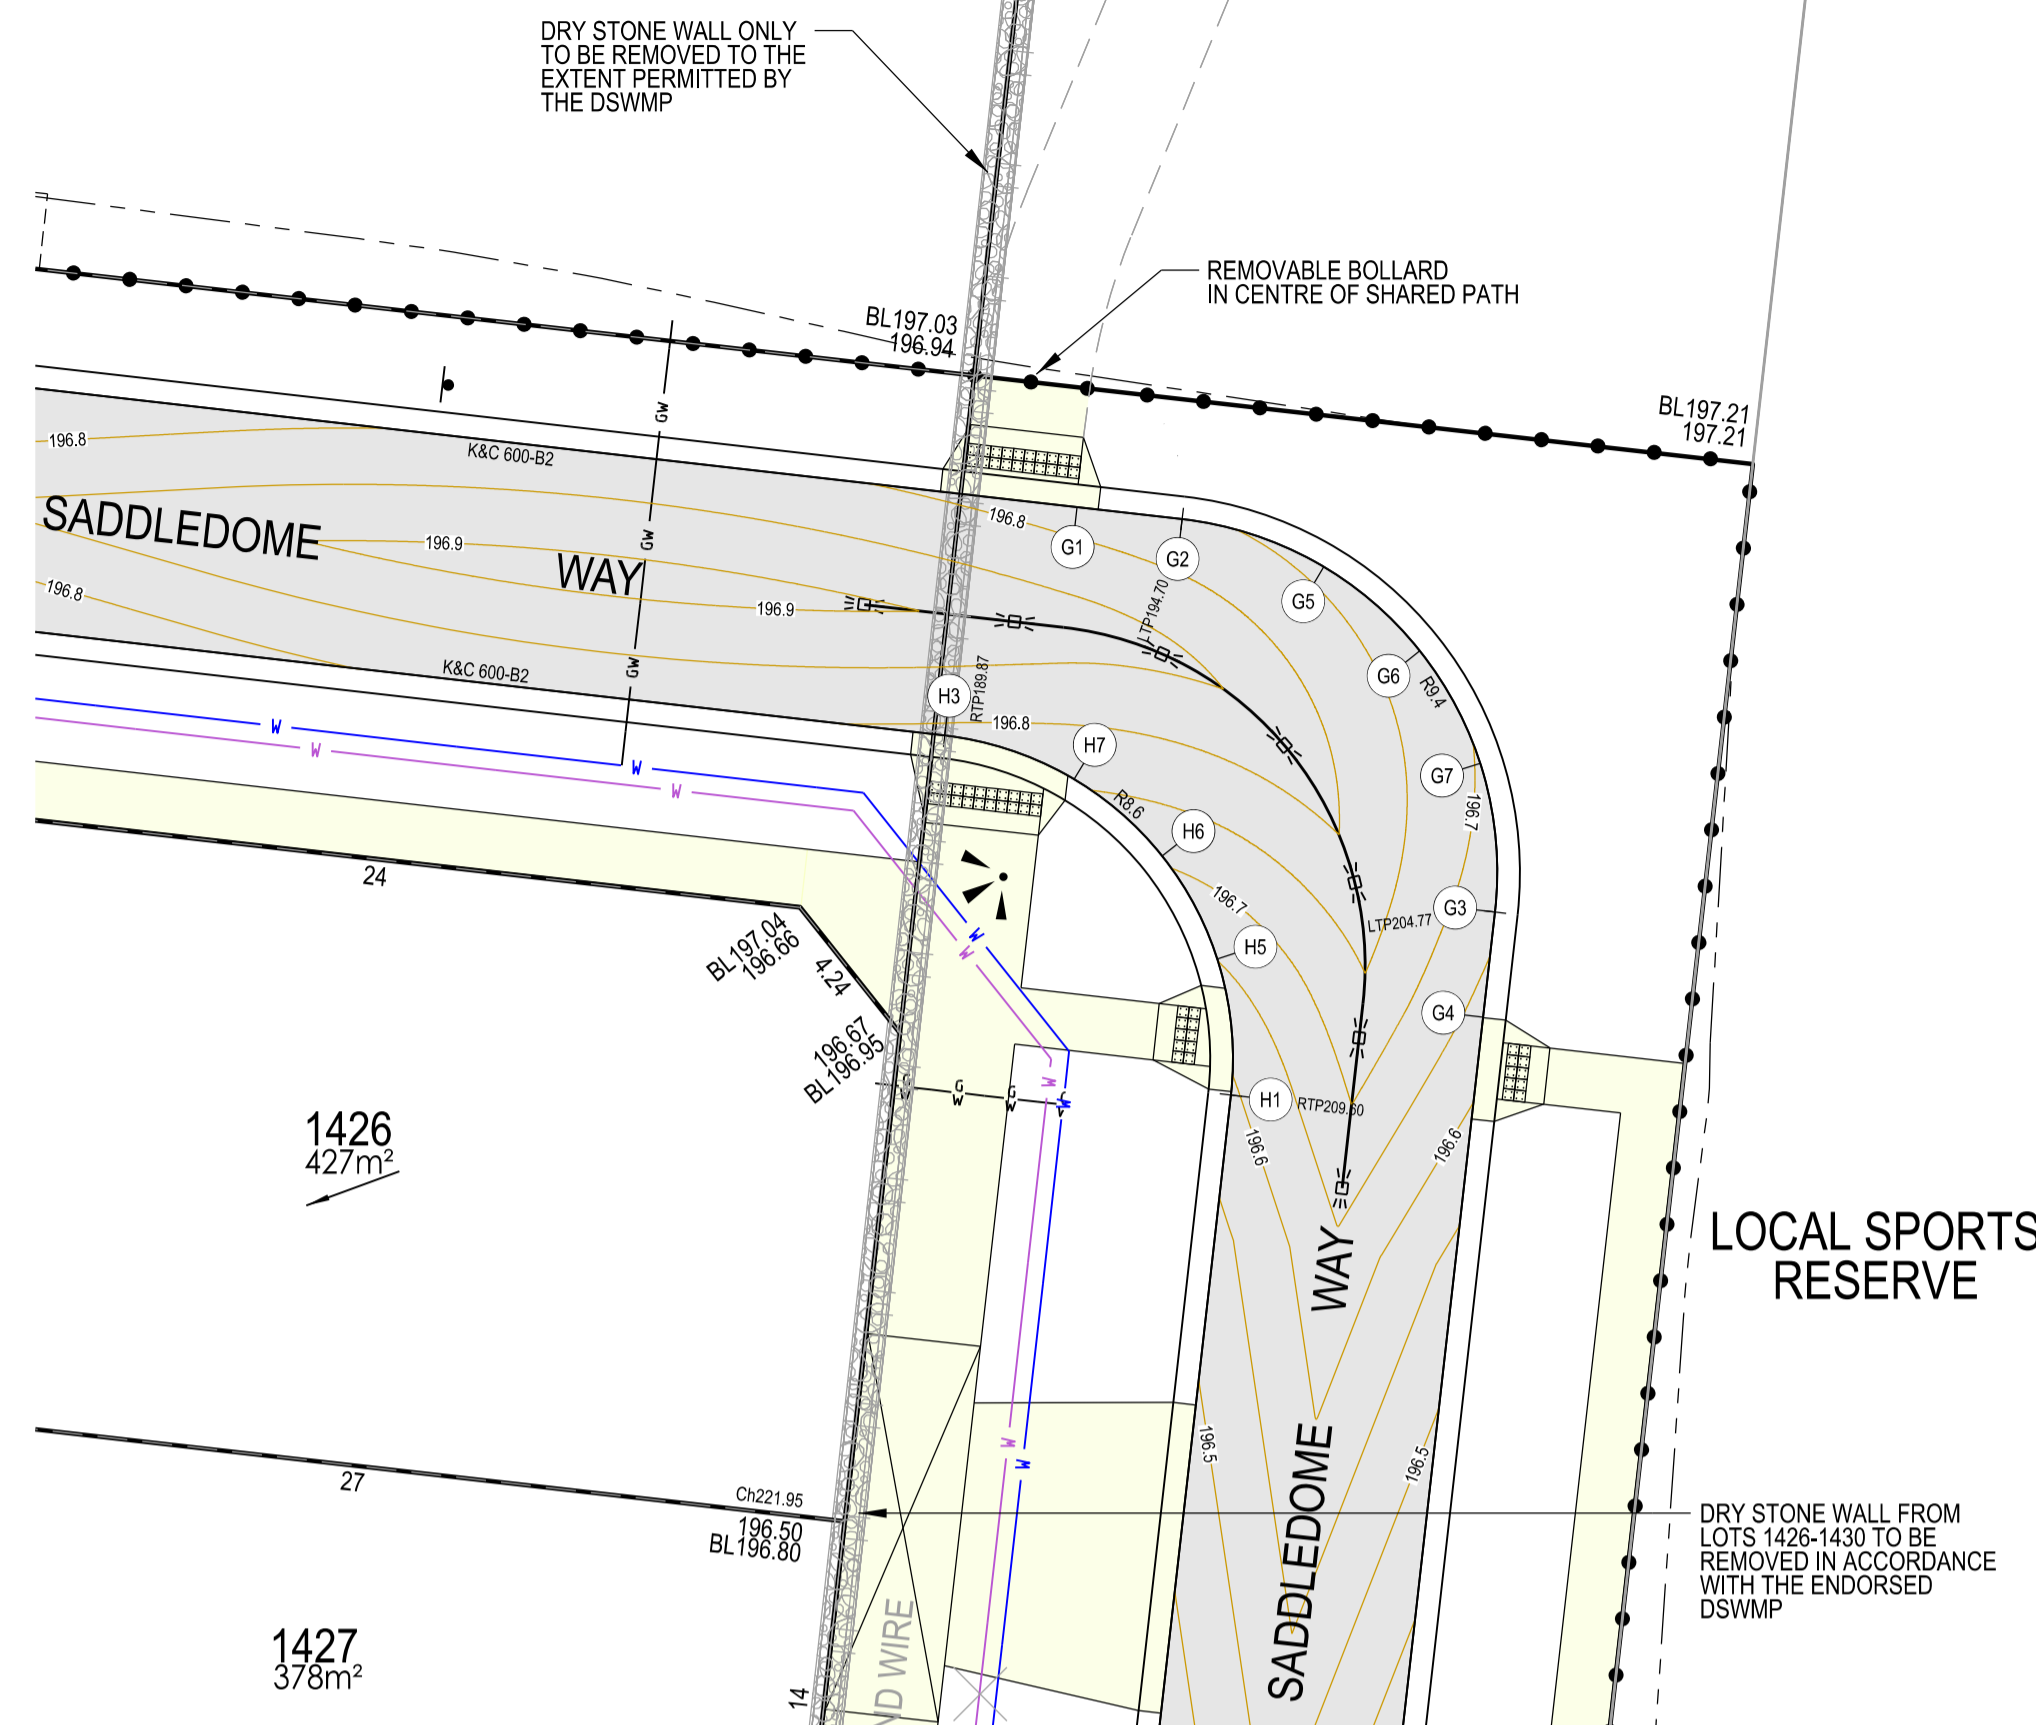 DRY STONE WALL ONLY
TO BE REMOVED TO THE
EXTENT PERMITTED BY
THE DSWMP
REMOVABLE BOLLARD
IN CENTRE OF SHARED PATH
BL197.03
196.94
BL197.21
197.21
196.8
K&C 600-B2
GW
SADDLEDOME
WAY
196.9
GW
196.8
G1
G2
G5
LTP194.70
196.8
196.9
GW
K&C 600-B2
H3
RTP189.87
196.8
H7
G6
R9.4
G7
196.7
W
W
W
W
R8.6
H6
196.7
24
BL197.04
196.66
4.24
W
W
H5
LTP204.77
G3
G4
196.67
BL196.95
G
W
G
W
W
W
H1
RTP209.60
196.6
196.6
1426
427m²
WAY
LOCAL SPORTS
RESERVE
SADDLEDOME
196.5
196.5
W
W
27
Ch221.95
196.50
BL196.80
DRY STONE WALL FROM
LOTS 1426-1430 TO BE
REMOVED IN ACCORDANCE
WITH THE ENDORSED
DSWMP
1427
378m²
14
WIRE